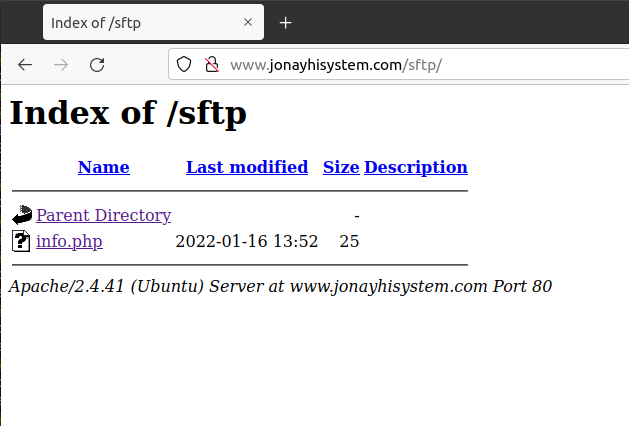 Index of /sftp
www.jonayhisystem.com/sftp/
Index of /sftp
Name Last modified Size Description
Parent Directory -
info.php 2022-01-16 13:52 25
Apache/2.4.41 (Ubuntu) Server at www.jonayhisystem.com Port 80